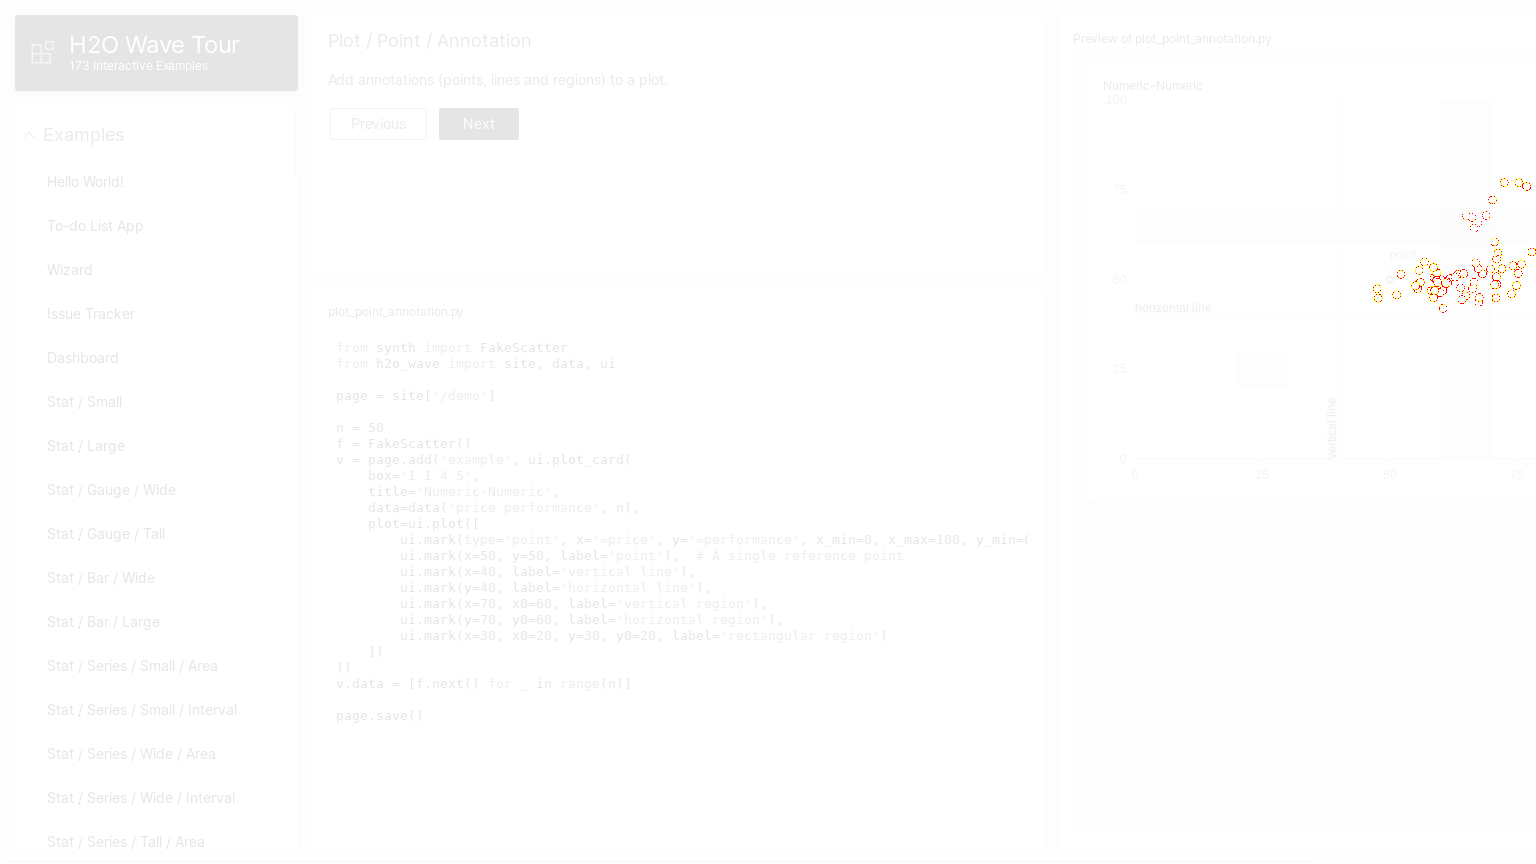 H2O Wave Tour
173 Interactive Examples
Examples
Hello World!
To-do List App
Wizard
Issue Tracker
Dashboard
Stat / Small
Stat / Large
Stat / Gauge / Wide
Stat / Gauge / Tall
Stat / Bar / Wide
Stat / Bar / Large
Stat / Series / Small / Area
Stat / Series / Small / Interval
Stat / Series / Wide / Area
Stat / Series / Wide / Interval
Stat / Series / Tall / Area
Plot / Point / Annotation
Add annotations (points, lines and regions) to a plot.
Previous
Next
plot_point_annotation.py
from synth import FakeScatter
from h2o_wave import site, data, ui
page = site['/demo']
n = 50
f = FakeScatter()
v = page.add('example', ui.plot_card(
    box='1 1 4 5',
    title='Numeric-Numeric',
    data=data('price performance', n),
    plot=ui.plot([
        ui.mark(type='point', x='=price', y='=performance', x_min=0, x_max=100, y_min=0
        ui.mark(x=50, y=50, label='point'),  # A single reference point
        ui.mark(x=40, label='vertical line'),
        ui.mark(y=40, label='horizontal line'),
        ui.mark(x=70, x0=60, label='vertical region'),
        ui.mark(y=70, y0=60, label='horizontal region'),
        ui.mark(x=30, x0=20, y=30, y0=20, label='rectangular region')
    ])
))
v.data = [f.next() for _ in range(n)]
page.save()
Preview of plot_point_annotation.py
Numeric-Numeric
100
75
50
25
0
point
horizontal line
vertical line
0
25
50
75